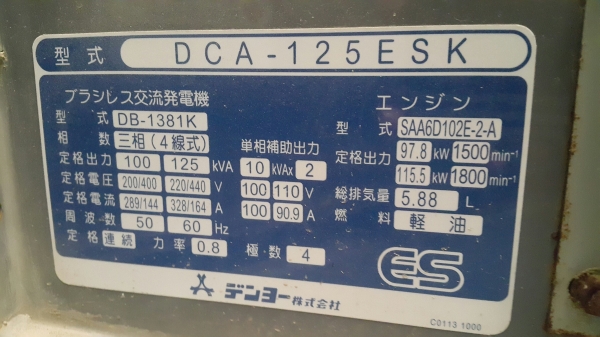 型式 DCA-125ESK
ブラシレス交流発電機
型式 DB-1381K
相数 三相(4線式) 単相補助出力
定格出力 100 125 kVA 10 kVA× 2
定格電圧 200/400 220/440 V 100 110 V
定格電流 289/144 328/164 A 100 90.9 A
周波数 50 60 Hz
定格 連続 力率 0.8 極数 4
エンジン
型式 SAA6D102E-2-A
定格出力 97.8 kW 1500 min⁻¹
115.5 kW 1800 min⁻¹
総排気量 5.88 L
燃料 軽油
ES
デンヨー株式会社
C0113 1000